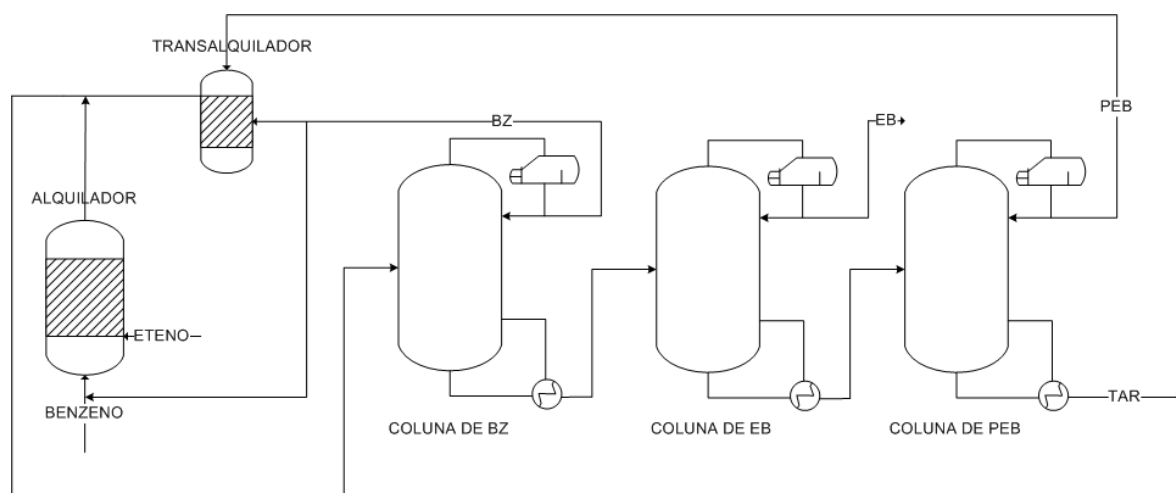 TRANSALQUILADOR
PEB
BZ
EB
ALQUILADOR
ETENO
BENZENO
TAR
COLUNA DE BZ
COLUNA DE EB
COLUNA DE PEB